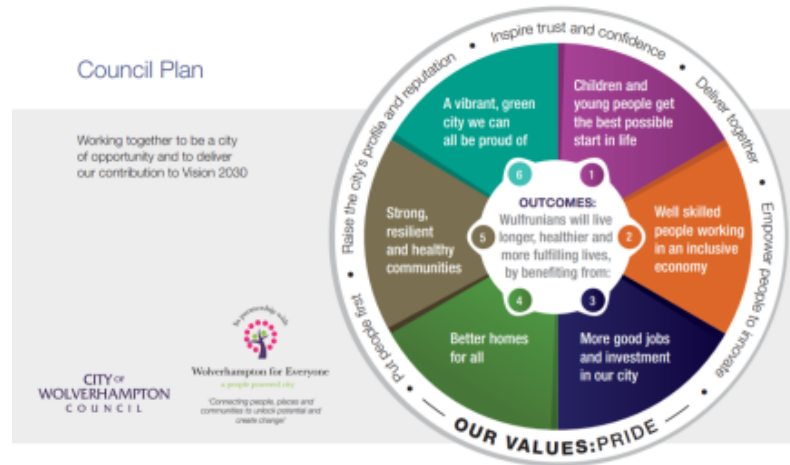 Council Plan
Working together to be a city
of opportunity and to deliver
our contribution to Vision 2030
CITY OF
WOLVERHAMPTON
COUNCIL
In partnership with
Wolverhampton for Everyone
a people powered city
'Connecting people, places and
communities to unlock potential and
create change'
Put people first • Raise the city's profile and reputation • Inspire trust and confidence • Deliver together • Empower people to innovate •
OUR VALUES:PRIDE
OUTCOMES:
Wulfrunians will live
longer, healthier and
more fulfilling lives,
by benefiting from:
1
Children and
young people get
the best possible
start in life
2
Well skilled
people working
in an inclusive
economy
3
More good jobs
and investment
in our city
4
Better homes
for all
5
Strong,
resilient
and healthy
communities
6
A vibrant, green
city we can
all be proud of